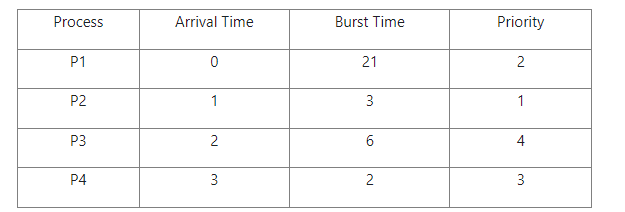 Process Arrival Time Burst Time Priority
P1 0 21 2
P2 1 3 1
P3 2 6 4
P4 3 2 3